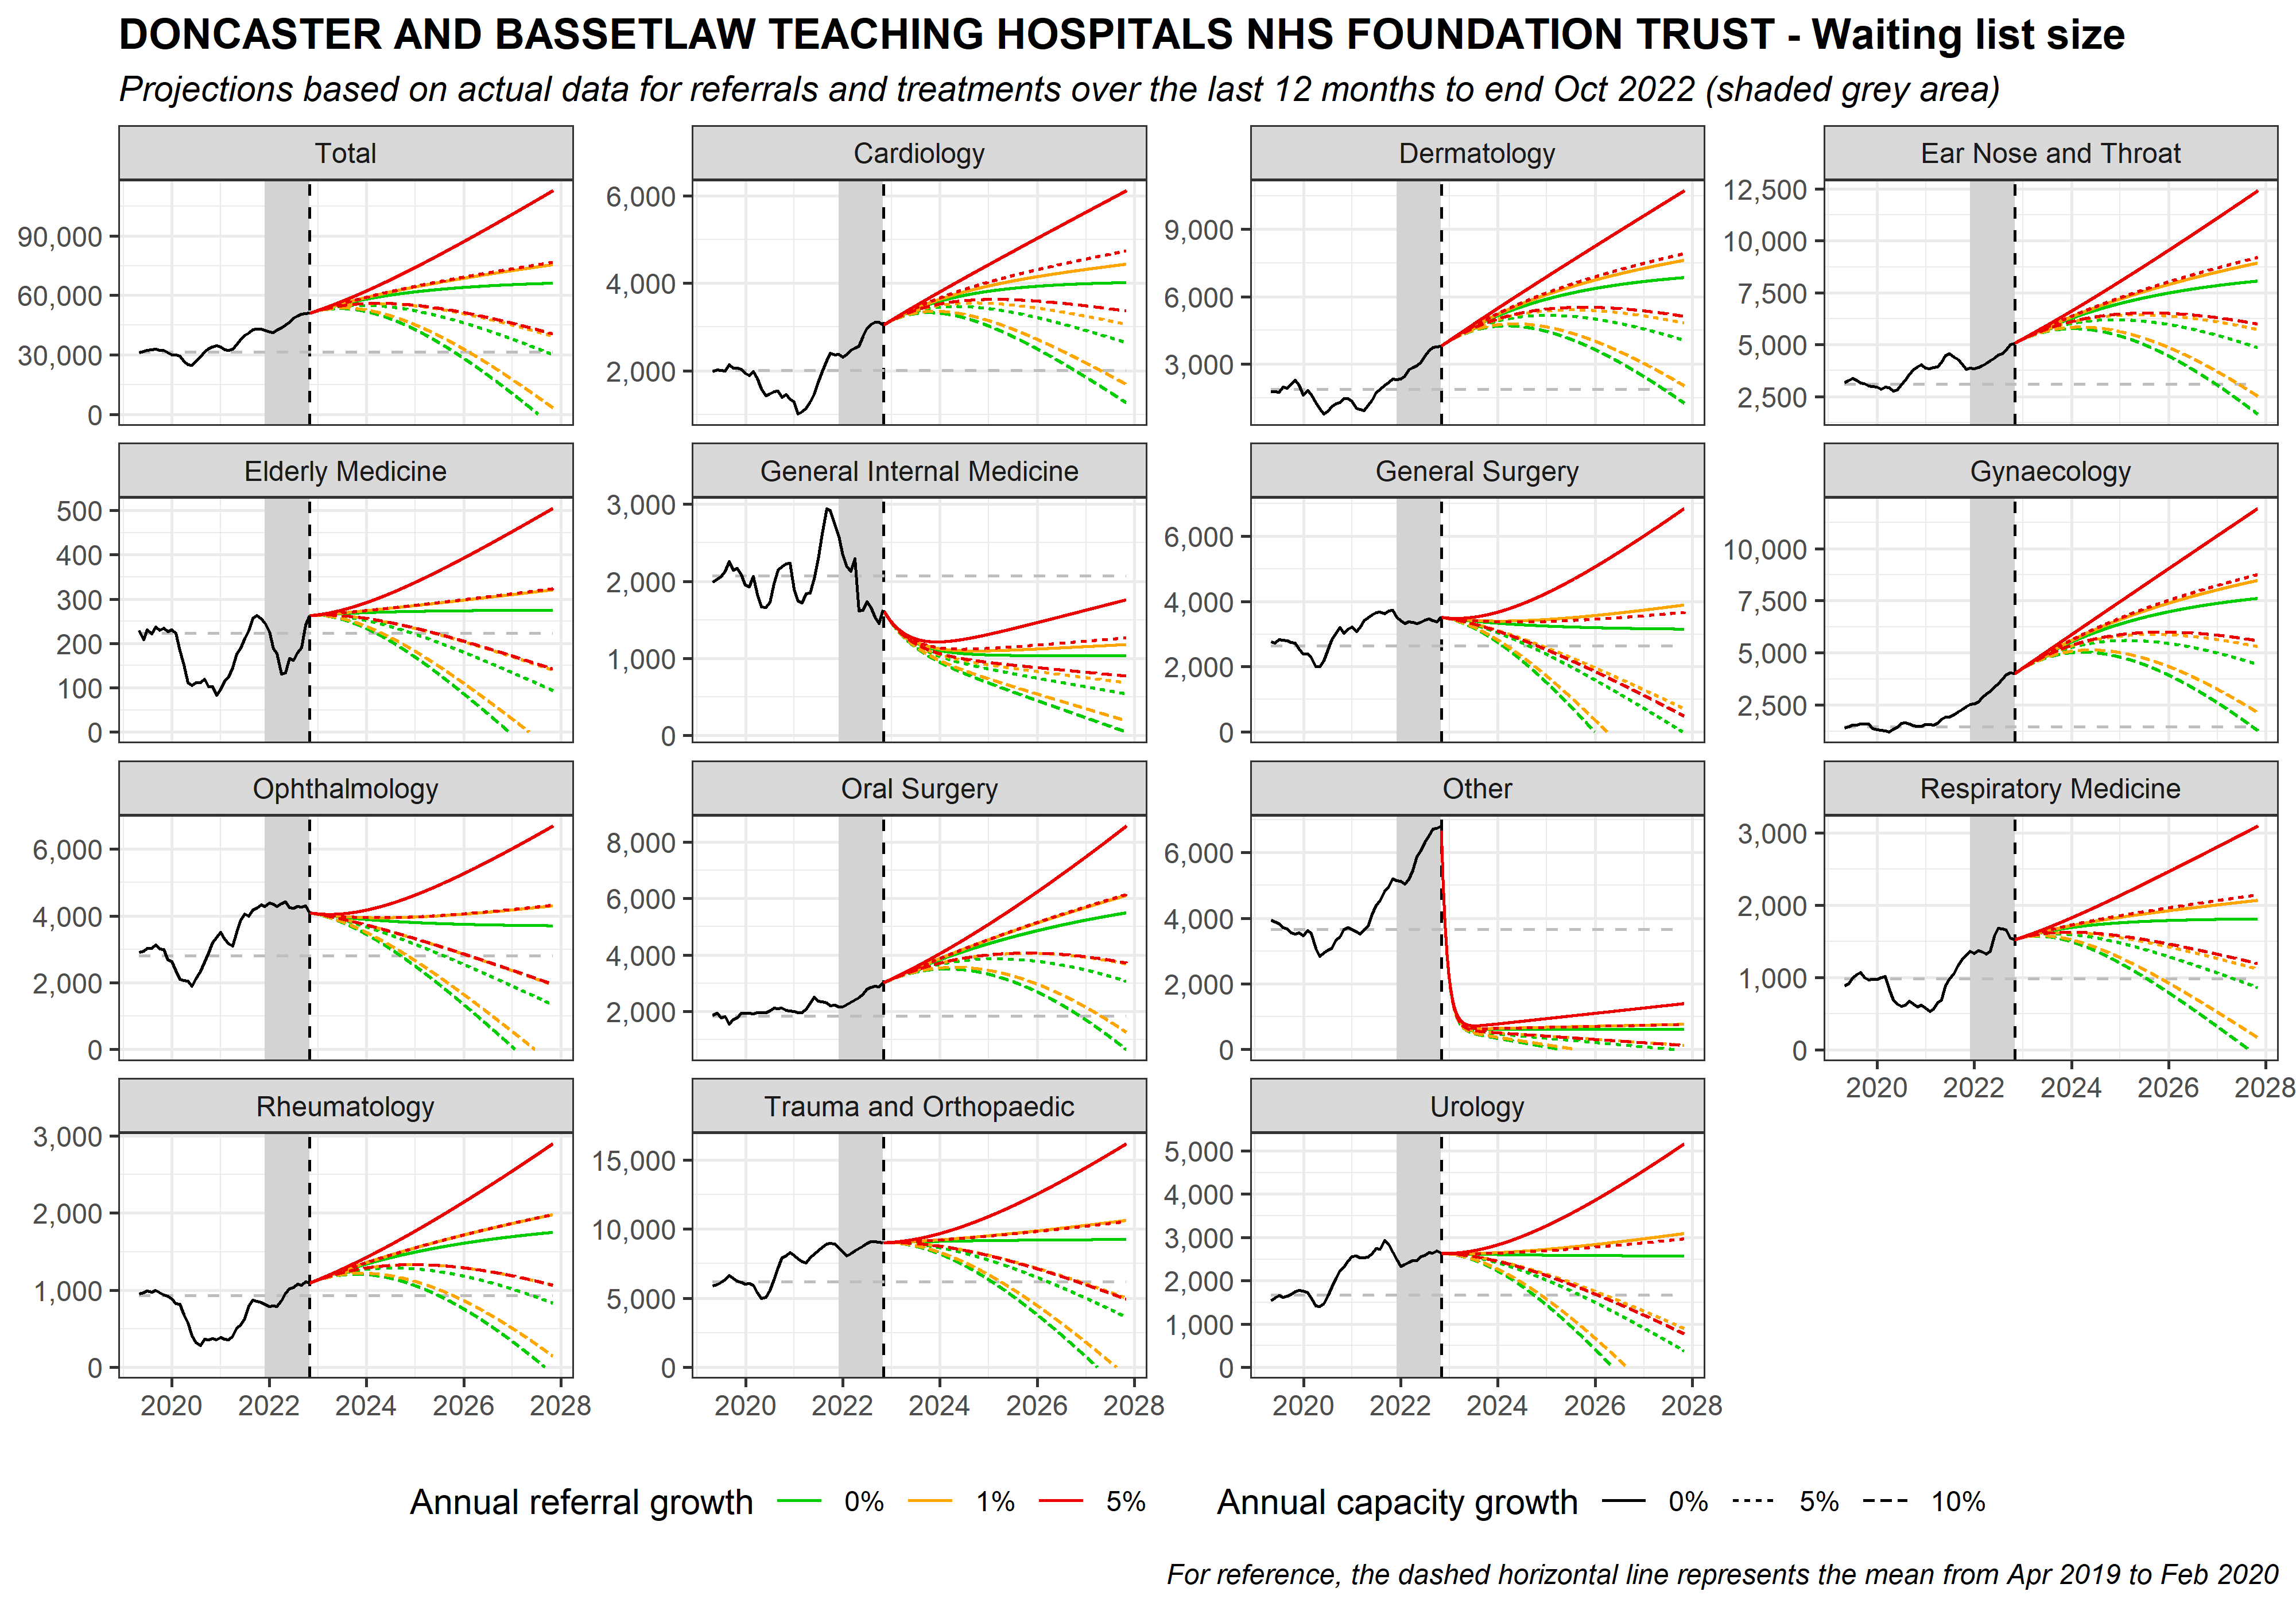 DONCASTER AND BASSETLAW TEACHING HOSPITALS NHS FOUNDATION TRUST - Waiting list size
Projections based on actual data for referrals and treatments over the last 12 months to end Oct 2022 (shaded grey area)
Total
90,000
60,000
30,000
0
Cardiology
6,000
4,000
2,000
Dermatology
9,000
6,000
3,000
Ear Nose and Throat
12,500
10,000
7,500
5,000
2,500
Elderly Medicine
500
400
300
200
100
0
General Internal Medicine
3,000
2,000
1,000
0
General Surgery
6,000
4,000
2,000
0
Gynaecology
10,000
7,500
5,000
2,500
Ophthalmology
6,000
4,000
2,000
0
Oral Surgery
8,000
6,000
4,000
2,000
Other
6,000
4,000
2,000
0
Respiratory Medicine
3,000
2,000
1,000
0
2020 2022 2024 2026 2028
Rheumatology
3,000
2,000
1,000
0
2020 2022 2024 2026 2028
Trauma and Orthopaedic
15,000
10,000
5,000
0
2020 2022 2024 2026 2028
Urology
5,000
4,000
3,000
2,000
1,000
0
2020 2022 2024 2026 2028
Annual referral growth 0% 1% 5%
Annual capacity growth 0% 5% 10%
For reference, the dashed horizontal line represents the mean from Apr 2019 to Feb 2020